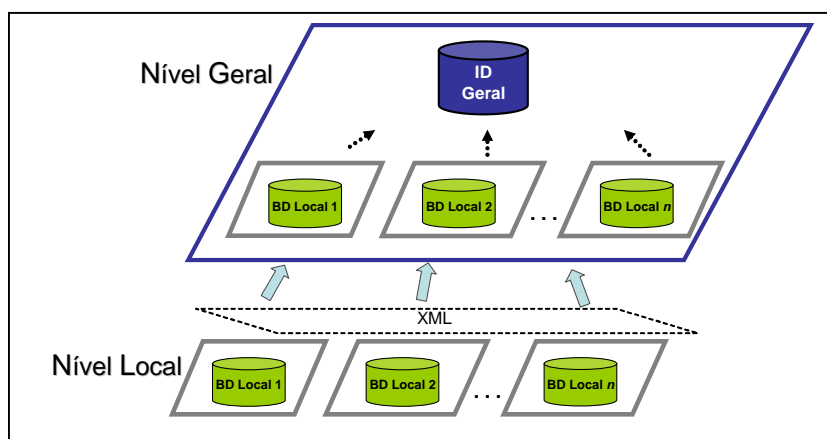 Nível Geral
ID
Geral
BD Local 1
BD Local 2
. . .
BD Local n
XML
Nível Local
BD Local 1
BD Local 2
. . .
BD Local n